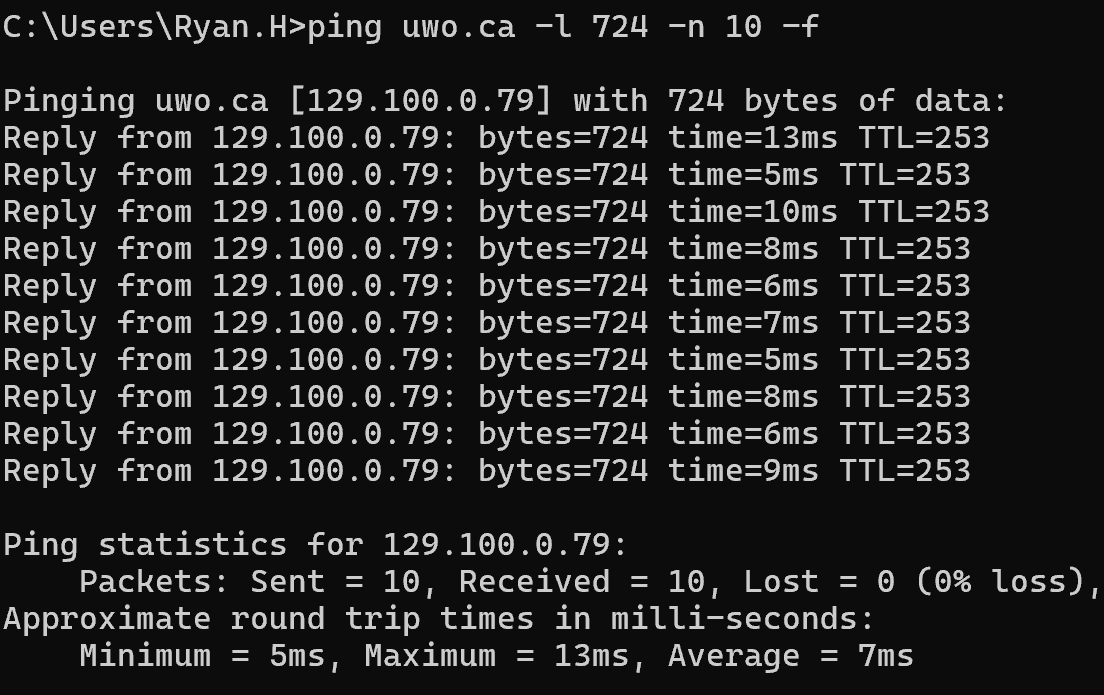 C:\Users\Ryan.H>ping uwo.ca -l 724 -n 10 -f
Pinging uwo.ca [129.100.0.79] with 724 bytes of data:
Reply from 129.100.0.79: bytes=724 time=13ms TTL=253
Reply from 129.100.0.79: bytes=724 time=5ms TTL=253
Reply from 129.100.0.79: bytes=724 time=10ms TTL=253
Reply from 129.100.0.79: bytes=724 time=8ms TTL=253
Reply from 129.100.0.79: bytes=724 time=6ms TTL=253
Reply from 129.100.0.79: bytes=724 time=7ms TTL=253
Reply from 129.100.0.79: bytes=724 time=5ms TTL=253
Reply from 129.100.0.79: bytes=724 time=8ms TTL=253
Reply from 129.100.0.79: bytes=724 time=6ms TTL=253
Reply from 129.100.0.79: bytes=724 time=9ms TTL=253
Ping statistics for 129.100.0.79:
    Packets: Sent = 10, Received = 10, Lost = 0 (0% loss),
Approximate round trip times in milli-seconds:
    Minimum = 5ms, Maximum = 13ms, Average = 7ms